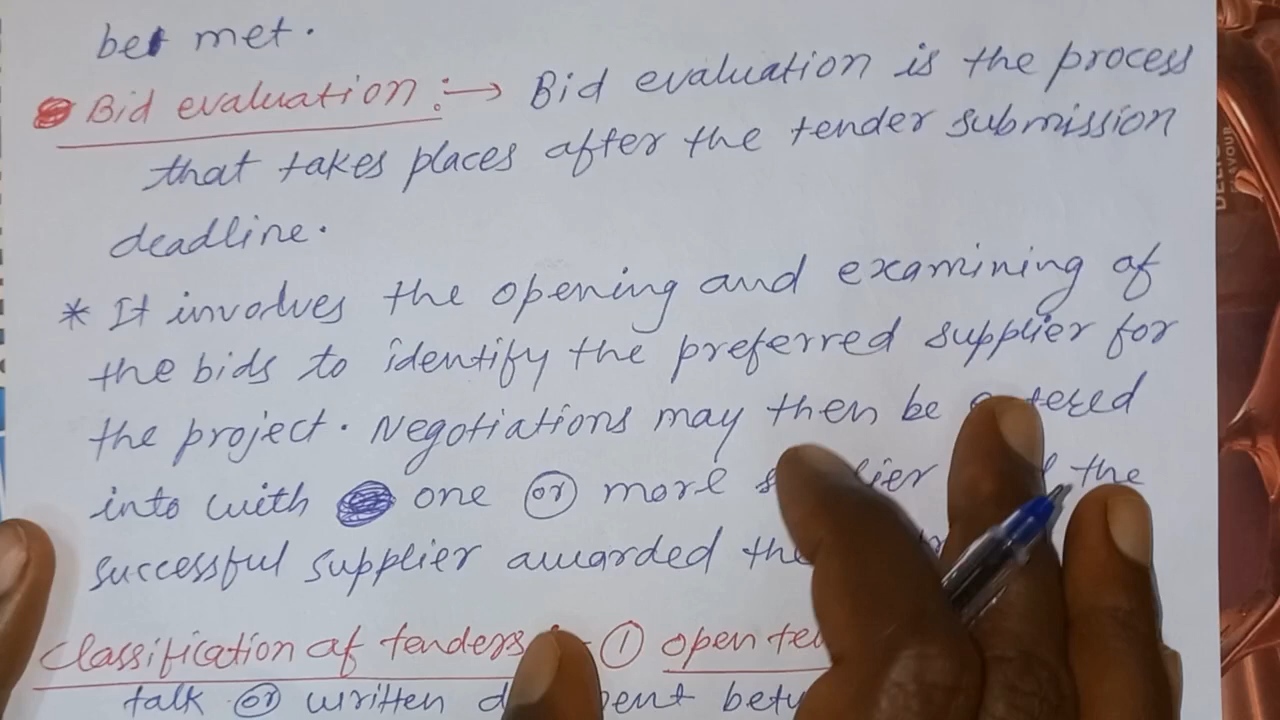 be met.
Bid evaluation :→ Bid evaluation is the process
that takes places after the tender submission
deadline.
* It involves the opening and examining of
the bids to identify the preferred supplier for
the project. Negotiations may then be
into with one or more the
successful supplier awarded the
Classification of tenders ① open
talk or written